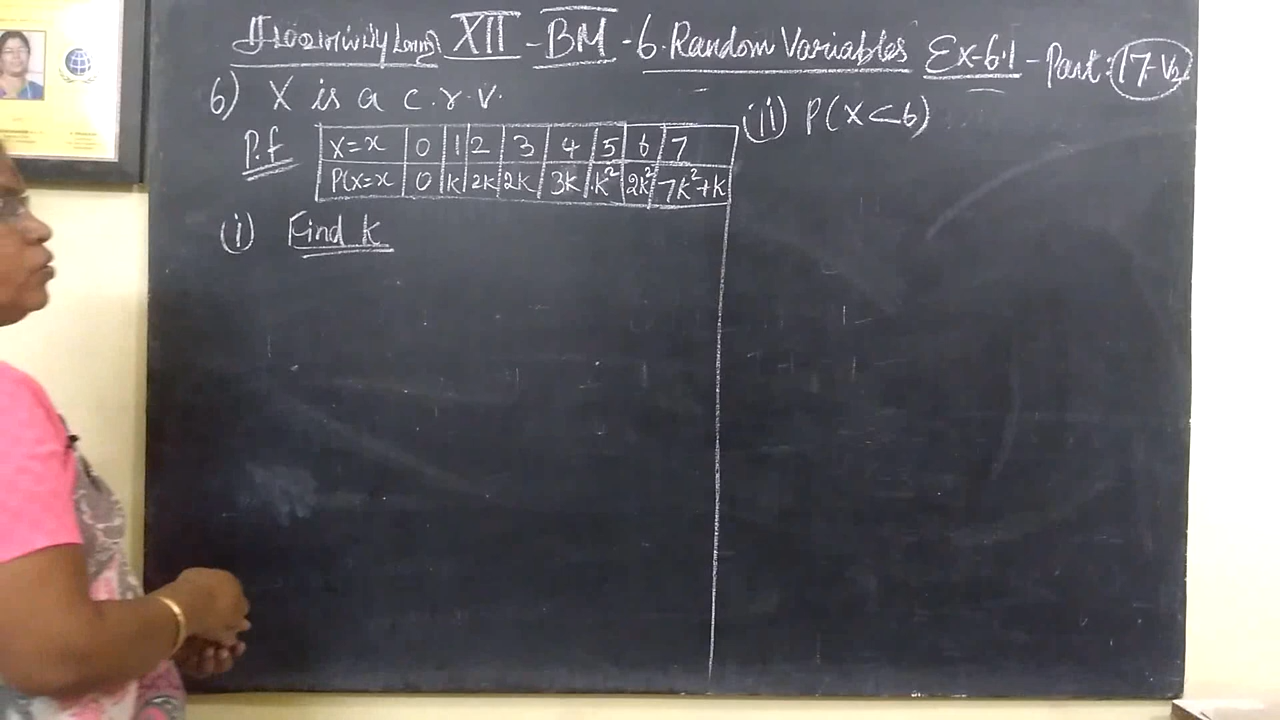 XII - BM - 6. Random Variables Ex-6.1 - Part: 17-V2
6) X is a c.r.v.
P.f
X=x 0 1 2 3 4 5 6 7
P(X=x 0 k 2k 2k 3k k² 2k² 7k²+k
(i) Find k
(ii) P(X<6)